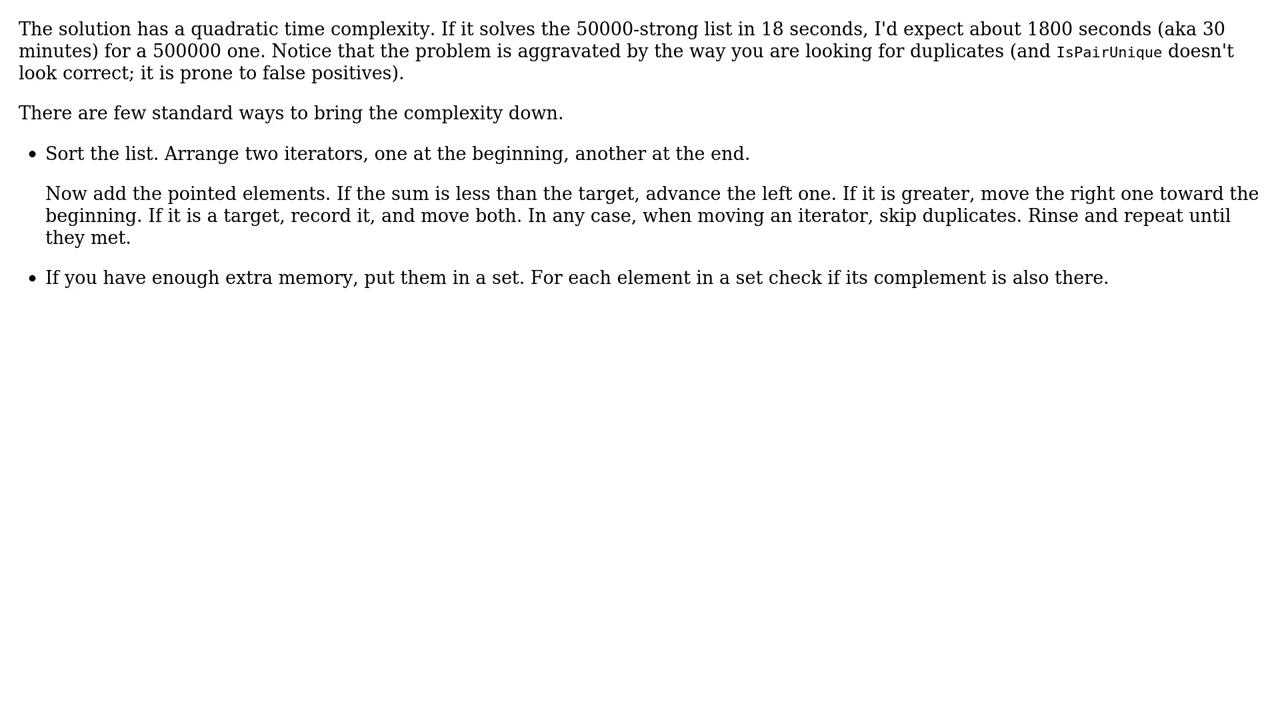 The solution has a quadratic time complexity. If it solves the 50000-strong list in 18 seconds, I'd expect about 1800 seconds (aka 30
minutes) for a 500000 one. Notice that the problem is aggravated by the way you are looking for duplicates (and IsPairUnique doesn't
look correct; it is prone to false positives).
There are few standard ways to bring the complexity down.
• Sort the list. Arrange two iterators, one at the beginning, another at the end.
Now add the pointed elements. If the sum is less than the target, advance the left one. If it is greater, move the right one toward the
beginning. If it is a target, record it, and move both. In any case, when moving an iterator, skip duplicates. Rinse and repeat until
they met.
• If you have enough extra memory, put them in a set. For each element in a set check if its complement is also there.